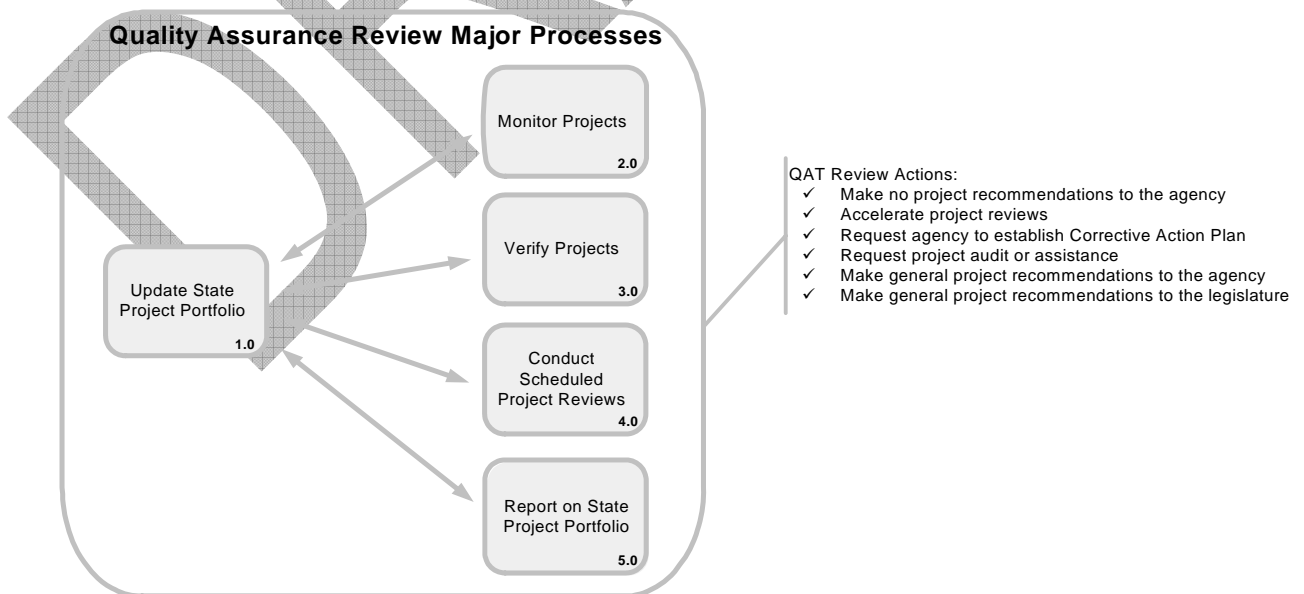 Quality Assurance Review Major Processes
Monitor Projects
2.0
Verify Projects
3.0
Update State
Project Portfolio
1.0
Conduct
Scheduled
Project Reviews
4.0
Report on State
Project Portfolio
5.0
QAT Review Actions:
✓ Make no project recommendations to the agency
✓ Accelerate project reviews
✓ Request agency to establish Corrective Action Plan
✓ Request project audit or assistance
✓ Make general project recommendations to the agency
✓ Make general project recommendations to the legislature